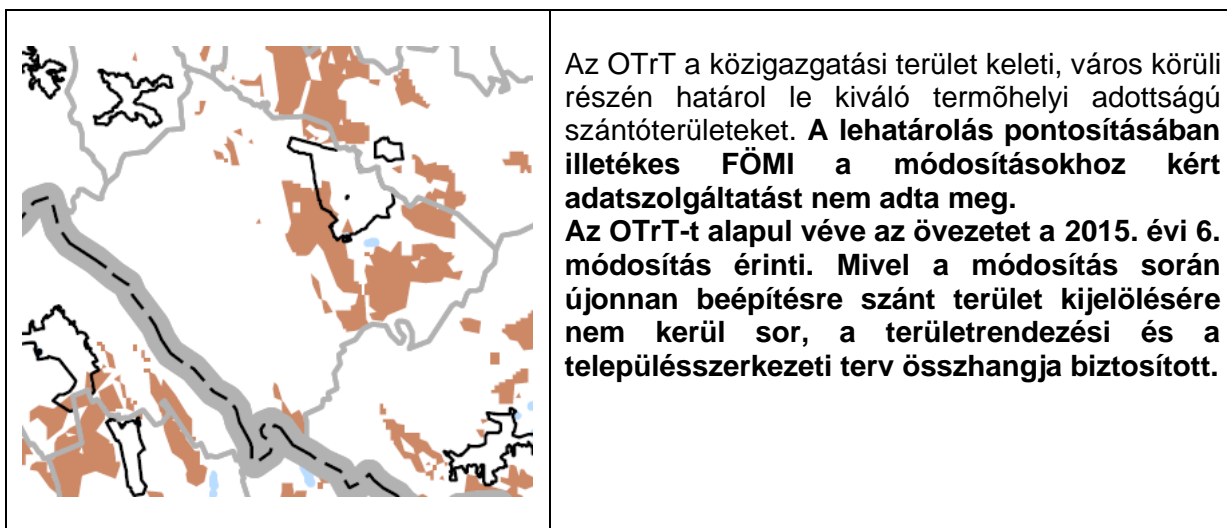 Az OTrT a közigazgatási terület keleti, város körüli
részén határol le kiváló termõhelyi adottságú
szántóterületeket. A lehatárolás pontosításában
illetékes FÖMI a módosításokhoz kért
adatszolgáltatást nem adta meg.
Az OTrT-t alapul véve az övezetet a 2015. évi 6.
módosítás érinti. Mivel a módosítás során
újonnan beépítésre szánt terület kijelölésére
nem kerül sor, a területrendezési és a
településszerkezeti terv összhangja biztosított.